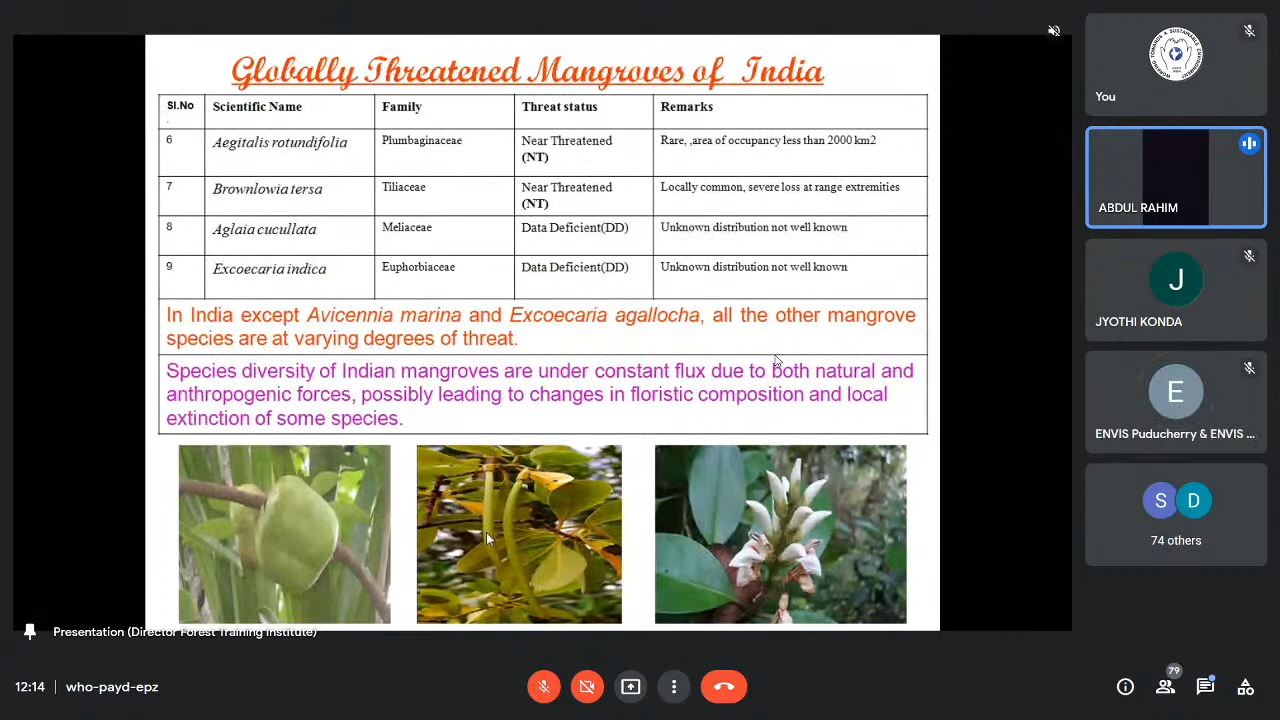 Globally Threatened Mangroves of India
Sl.No
.
Scientific Name
Family
Threat status
Remarks
6
Aegitalis rotundifolia
Plumbaginaceae
Near Threatened
(NT)
Rare, ,area of occupancy less than 2000 km2
7
Brownlowia tersa
Tiliaceae
Near Threatened
(NT)
Locally common, severe loss at range extremities
8
Aglaia cucullata
Meliaceae
Data Deficient(DD)
Unknown distribution not well known
9
Excoecaria indica
Euphorbiaceae
Data Deficient(DD)
Unknown distribution not well known
In India except Avicennia marina and Excoecaria agallocha, all the other mangrove
species are at varying degrees of threat.
Species diversity of Indian mangroves are under constant flux due to both natural and
anthropogenic forces, possibly leading to changes in floristic composition and local
extinction of some species.
Presentation (Director Forest Training Institute)
12:14 | who-payd-epz
79
You
ABDUL RAHIM
J
JYOTHI KONDA
E
ENVIS Puducherry & ENVIS ...
S D
74 others